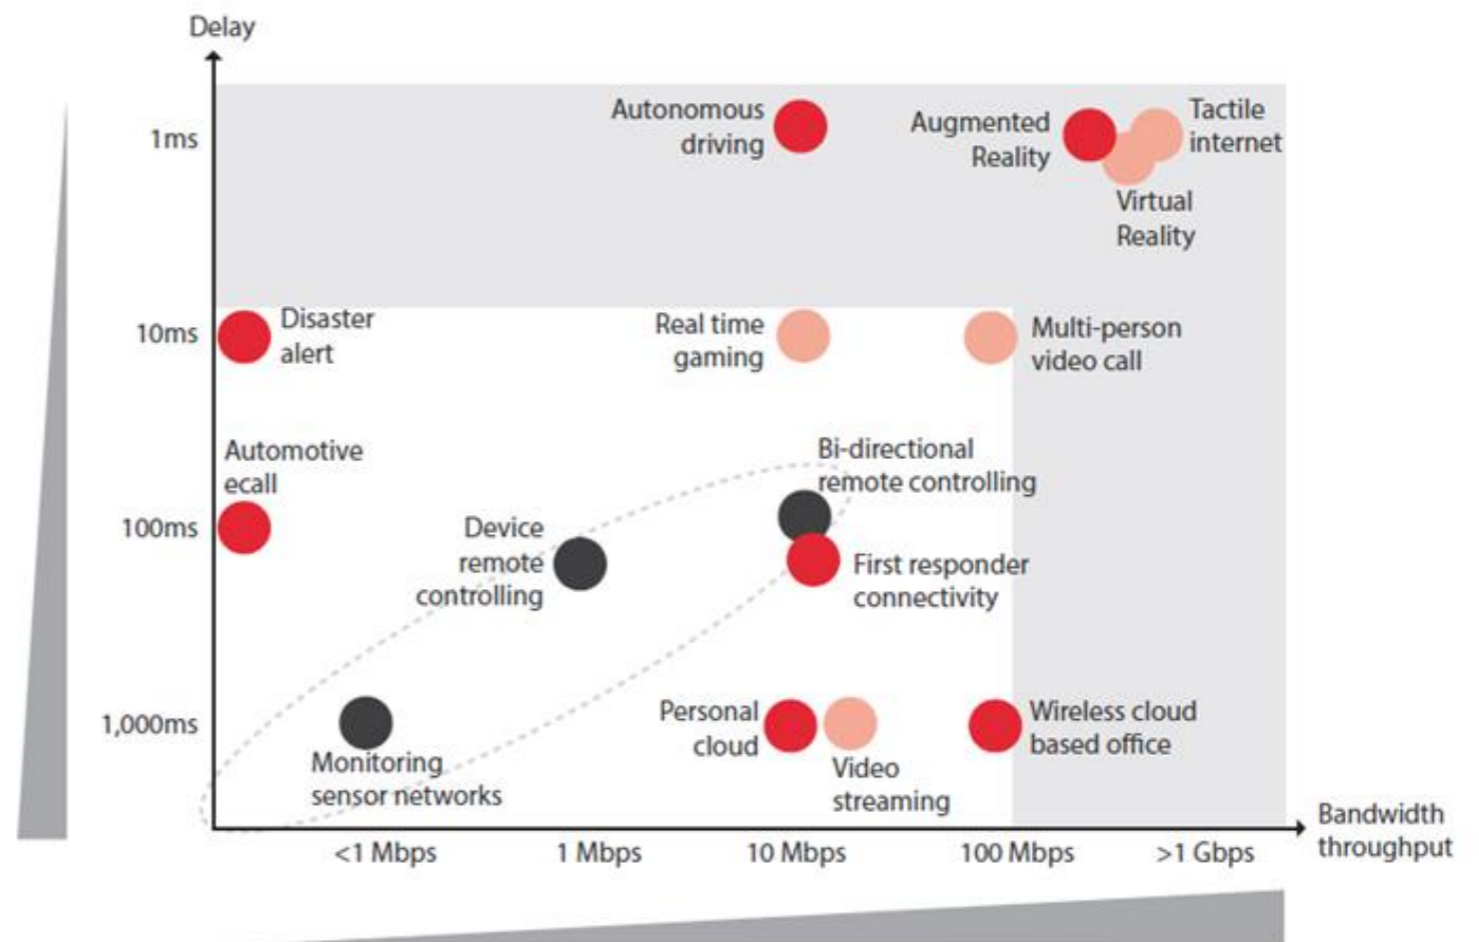 Delay
1ms
Autonomous
driving
Augmented
Reality
Tactile
internet
Virtual
Reality
10ms
Disaster
alert
Real time
gaming
Multi-person
video call
Automotive
ecall
Bi-directional
remote controlling
100ms
Device
remote
controlling
First responder
connectivity
1,000ms
Monitoring
sensor networks
Personal
cloud
Video
streaming
Wireless cloud
based office
Bandwidth
throughput
<1 Mbps
1 Mbps
10 Mbps
100 Mbps
>1 Gbps